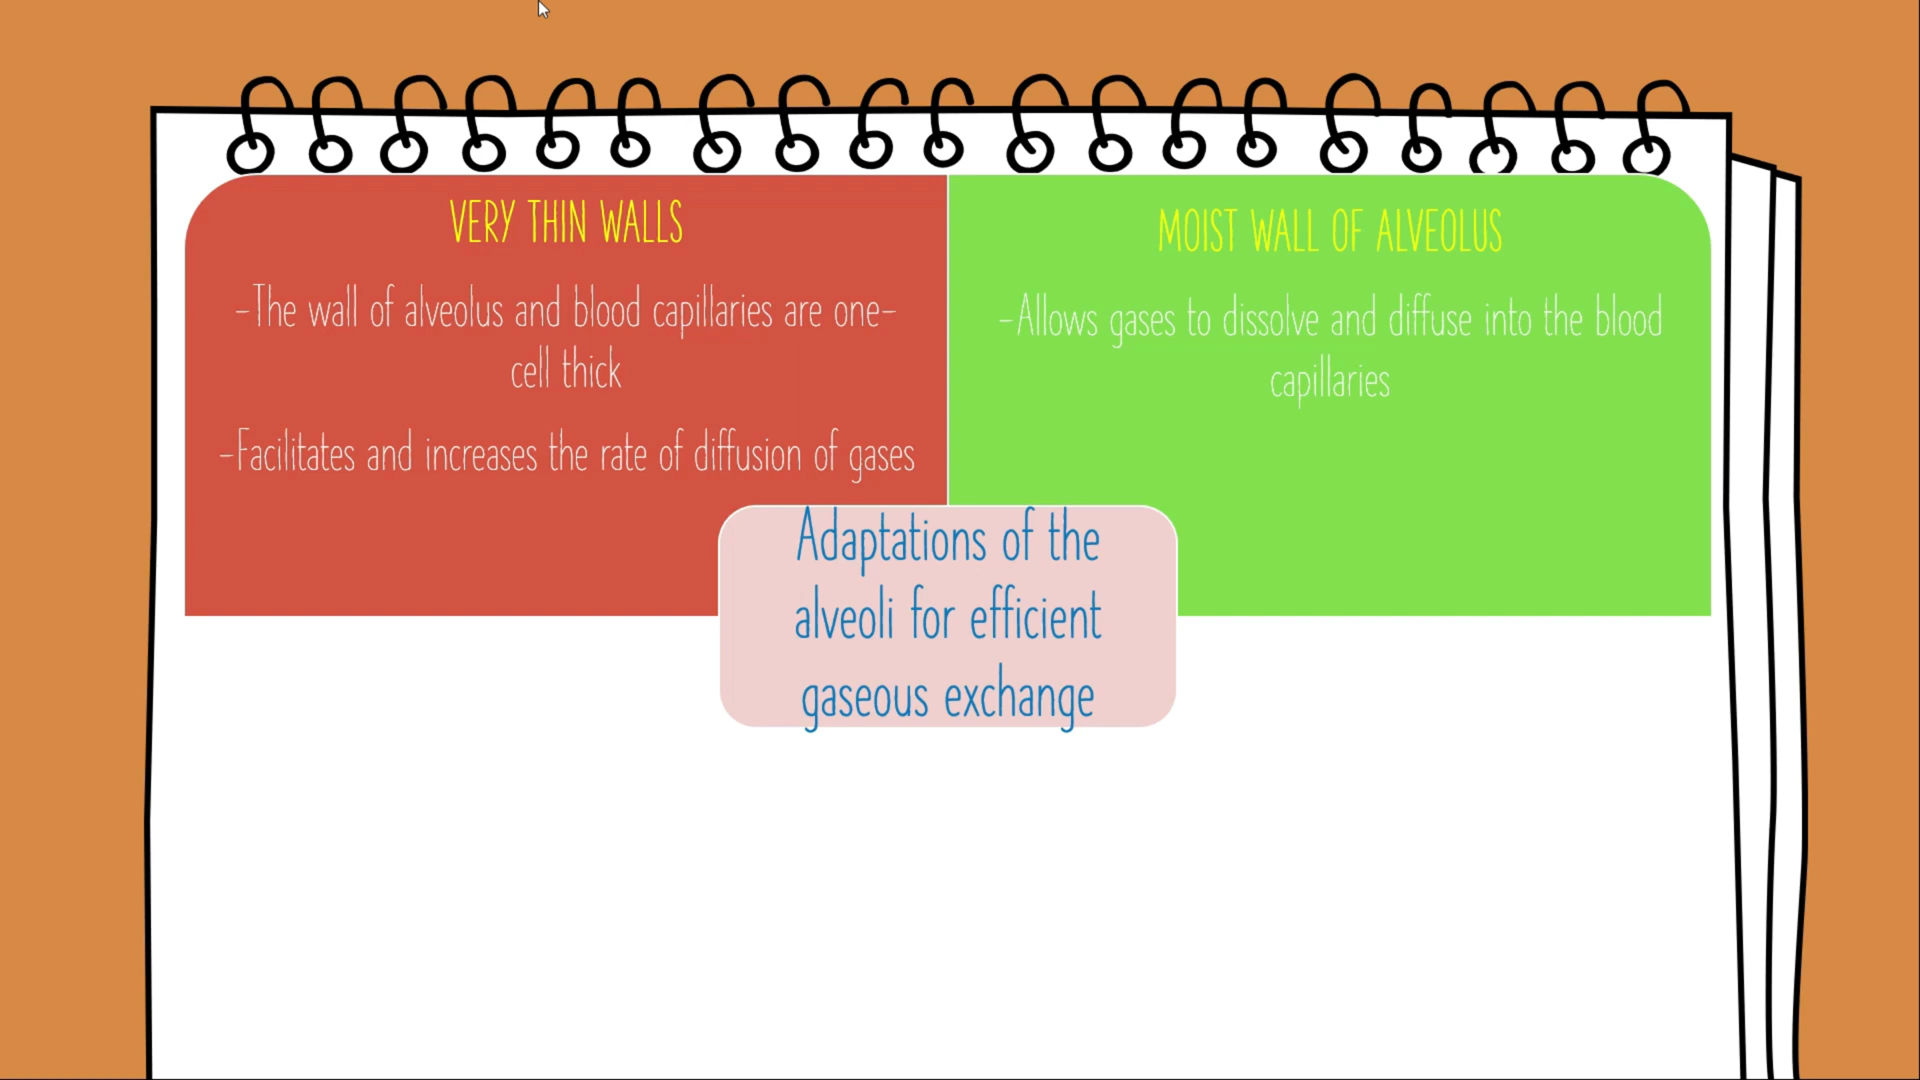 VERY THIN WALLS
-The wall of alveolus and blood capillaries are one-
cell thick
-Facilitates and increases the rate of diffusion of gases
MOIST WALL OF ALVEOLUS
-Allows gases to dissolve and diffuse into the blood
capillaries
Adaptations of the
alveoli for efficient
gaseous exchange